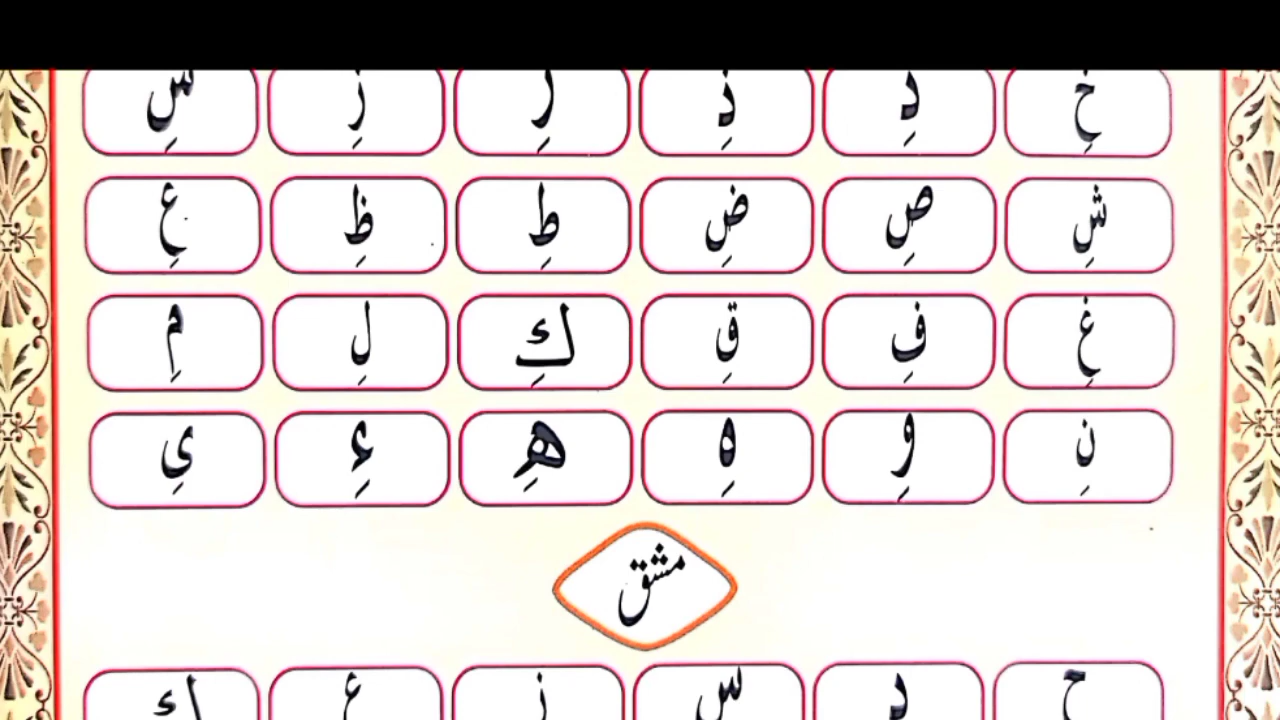 خِ دِ ذِ رِ زِ سِ
شِ صِ ضِ طِ ظِ عِ
غِ فِ قِ كِ لِ مِ
نِ وِ ہِ ھِ ءِ یِ
مشق